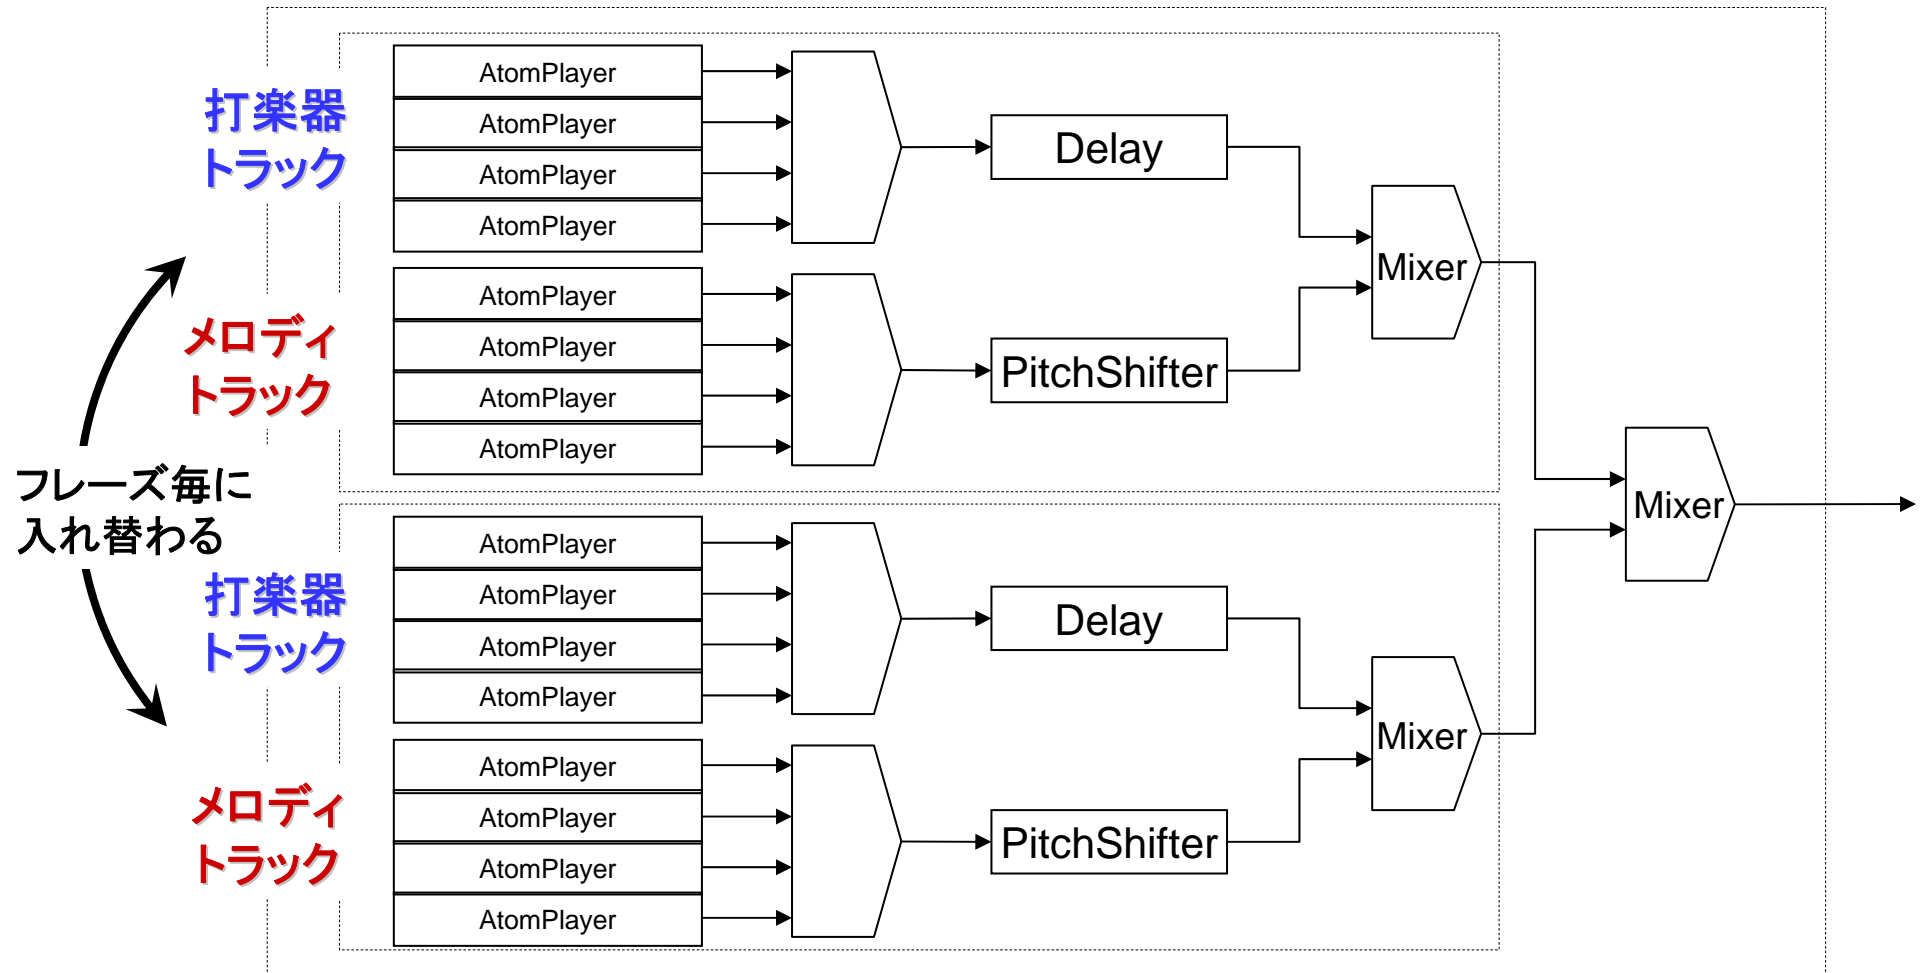 AtomPlayer
AtomPlayer
AtomPlayer
AtomPlayer
打楽器
トラック
Delay
Mixer
AtomPlayer
AtomPlayer
AtomPlayer
AtomPlayer
メロディ
トラック
PitchShifter
フレーズ毎に
入れ替わる
Mixer
AtomPlayer
AtomPlayer
AtomPlayer
AtomPlayer
打楽器
トラック
Delay
Mixer
AtomPlayer
AtomPlayer
AtomPlayer
AtomPlayer
メロディ
トラック
PitchShifter